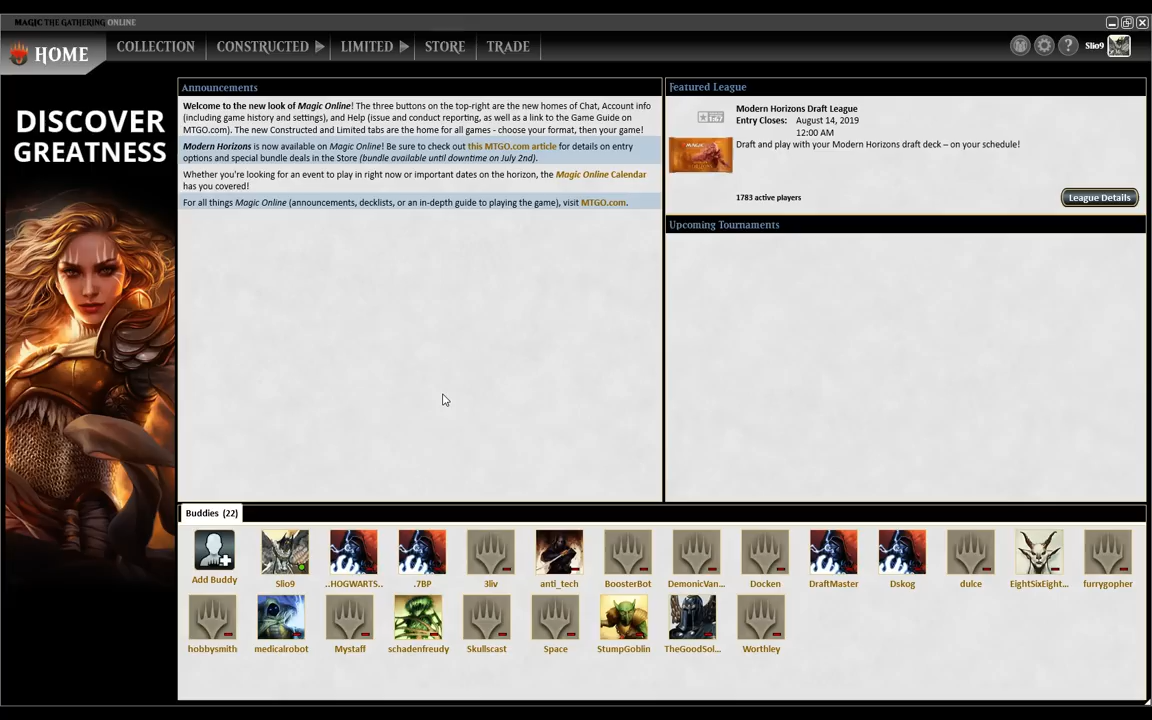 MAGIC THE GATHERING ONLINE
HOME
COLLECTION
CONSTRUCTED
LIMITED
STORE
TRADE
Slio9
DISCOVER
GREATNESS
Announcements
Welcome to the new look of Magic Online! The three buttons on the top-right are the new homes of Chat, Account info
(including game history and settings), and Help (issue and conduct reporting, as well as a link to the Game Guide on
MTGO.com). The new Constructed and Limited tabs are the home for all games - choose your format, then your game!
Modern Horizons is now available on Magic Online! Be sure to check out this MTGO.com article for details on entry
options and special bundle deals in the Store (bundle available until downtime on July 2nd).
Whether you're looking for an event to play in right now or important dates on the horizon, the Magic Online Calendar
has you covered!
For all things Magic Online (announcements, decklists, or an in-depth guide to playing the game), visit MTGO.com.
Featured League
Modern Horizons Draft League
Entry Closes: August 14, 2019
12:00 AM
Draft and play with your Modern Horizons draft deck – on your schedule!
1783 active players
League Details
Upcoming Tournaments
Buddies (22)
Add Buddy
Slio9
..HOGWARTS..
.7BP
3liv
anti_tech
BoosterBot
DemonicVan...
Docken
DraftMaster
Dskog
dulce
EightSixEight...
furrygopher
hobbysmith
medicalrobot
Mystaff
schadenfreudy
Skullscast
Space
StumpGoblin
TheGoodSol...
Worthley